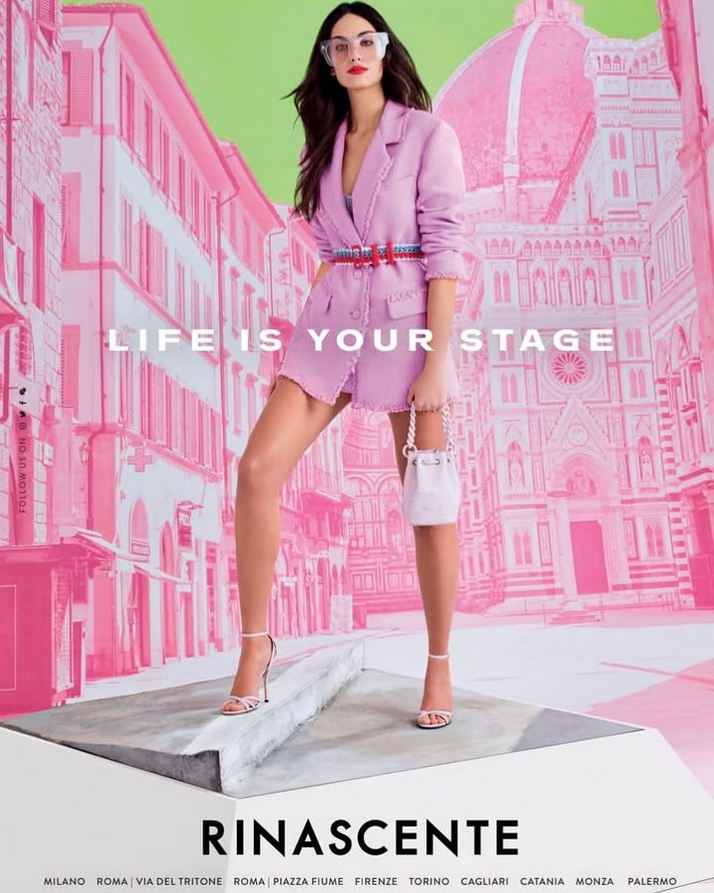 LIFE IS YOUR STAGE
FOLLOW US ON
RINASCENTE
MILANO ROMA | VIA DEL TRITONE ROMA | PIAZZA FIUME FIRENZE TORINO CAGLIARI CATANIA MONZA PALERMO